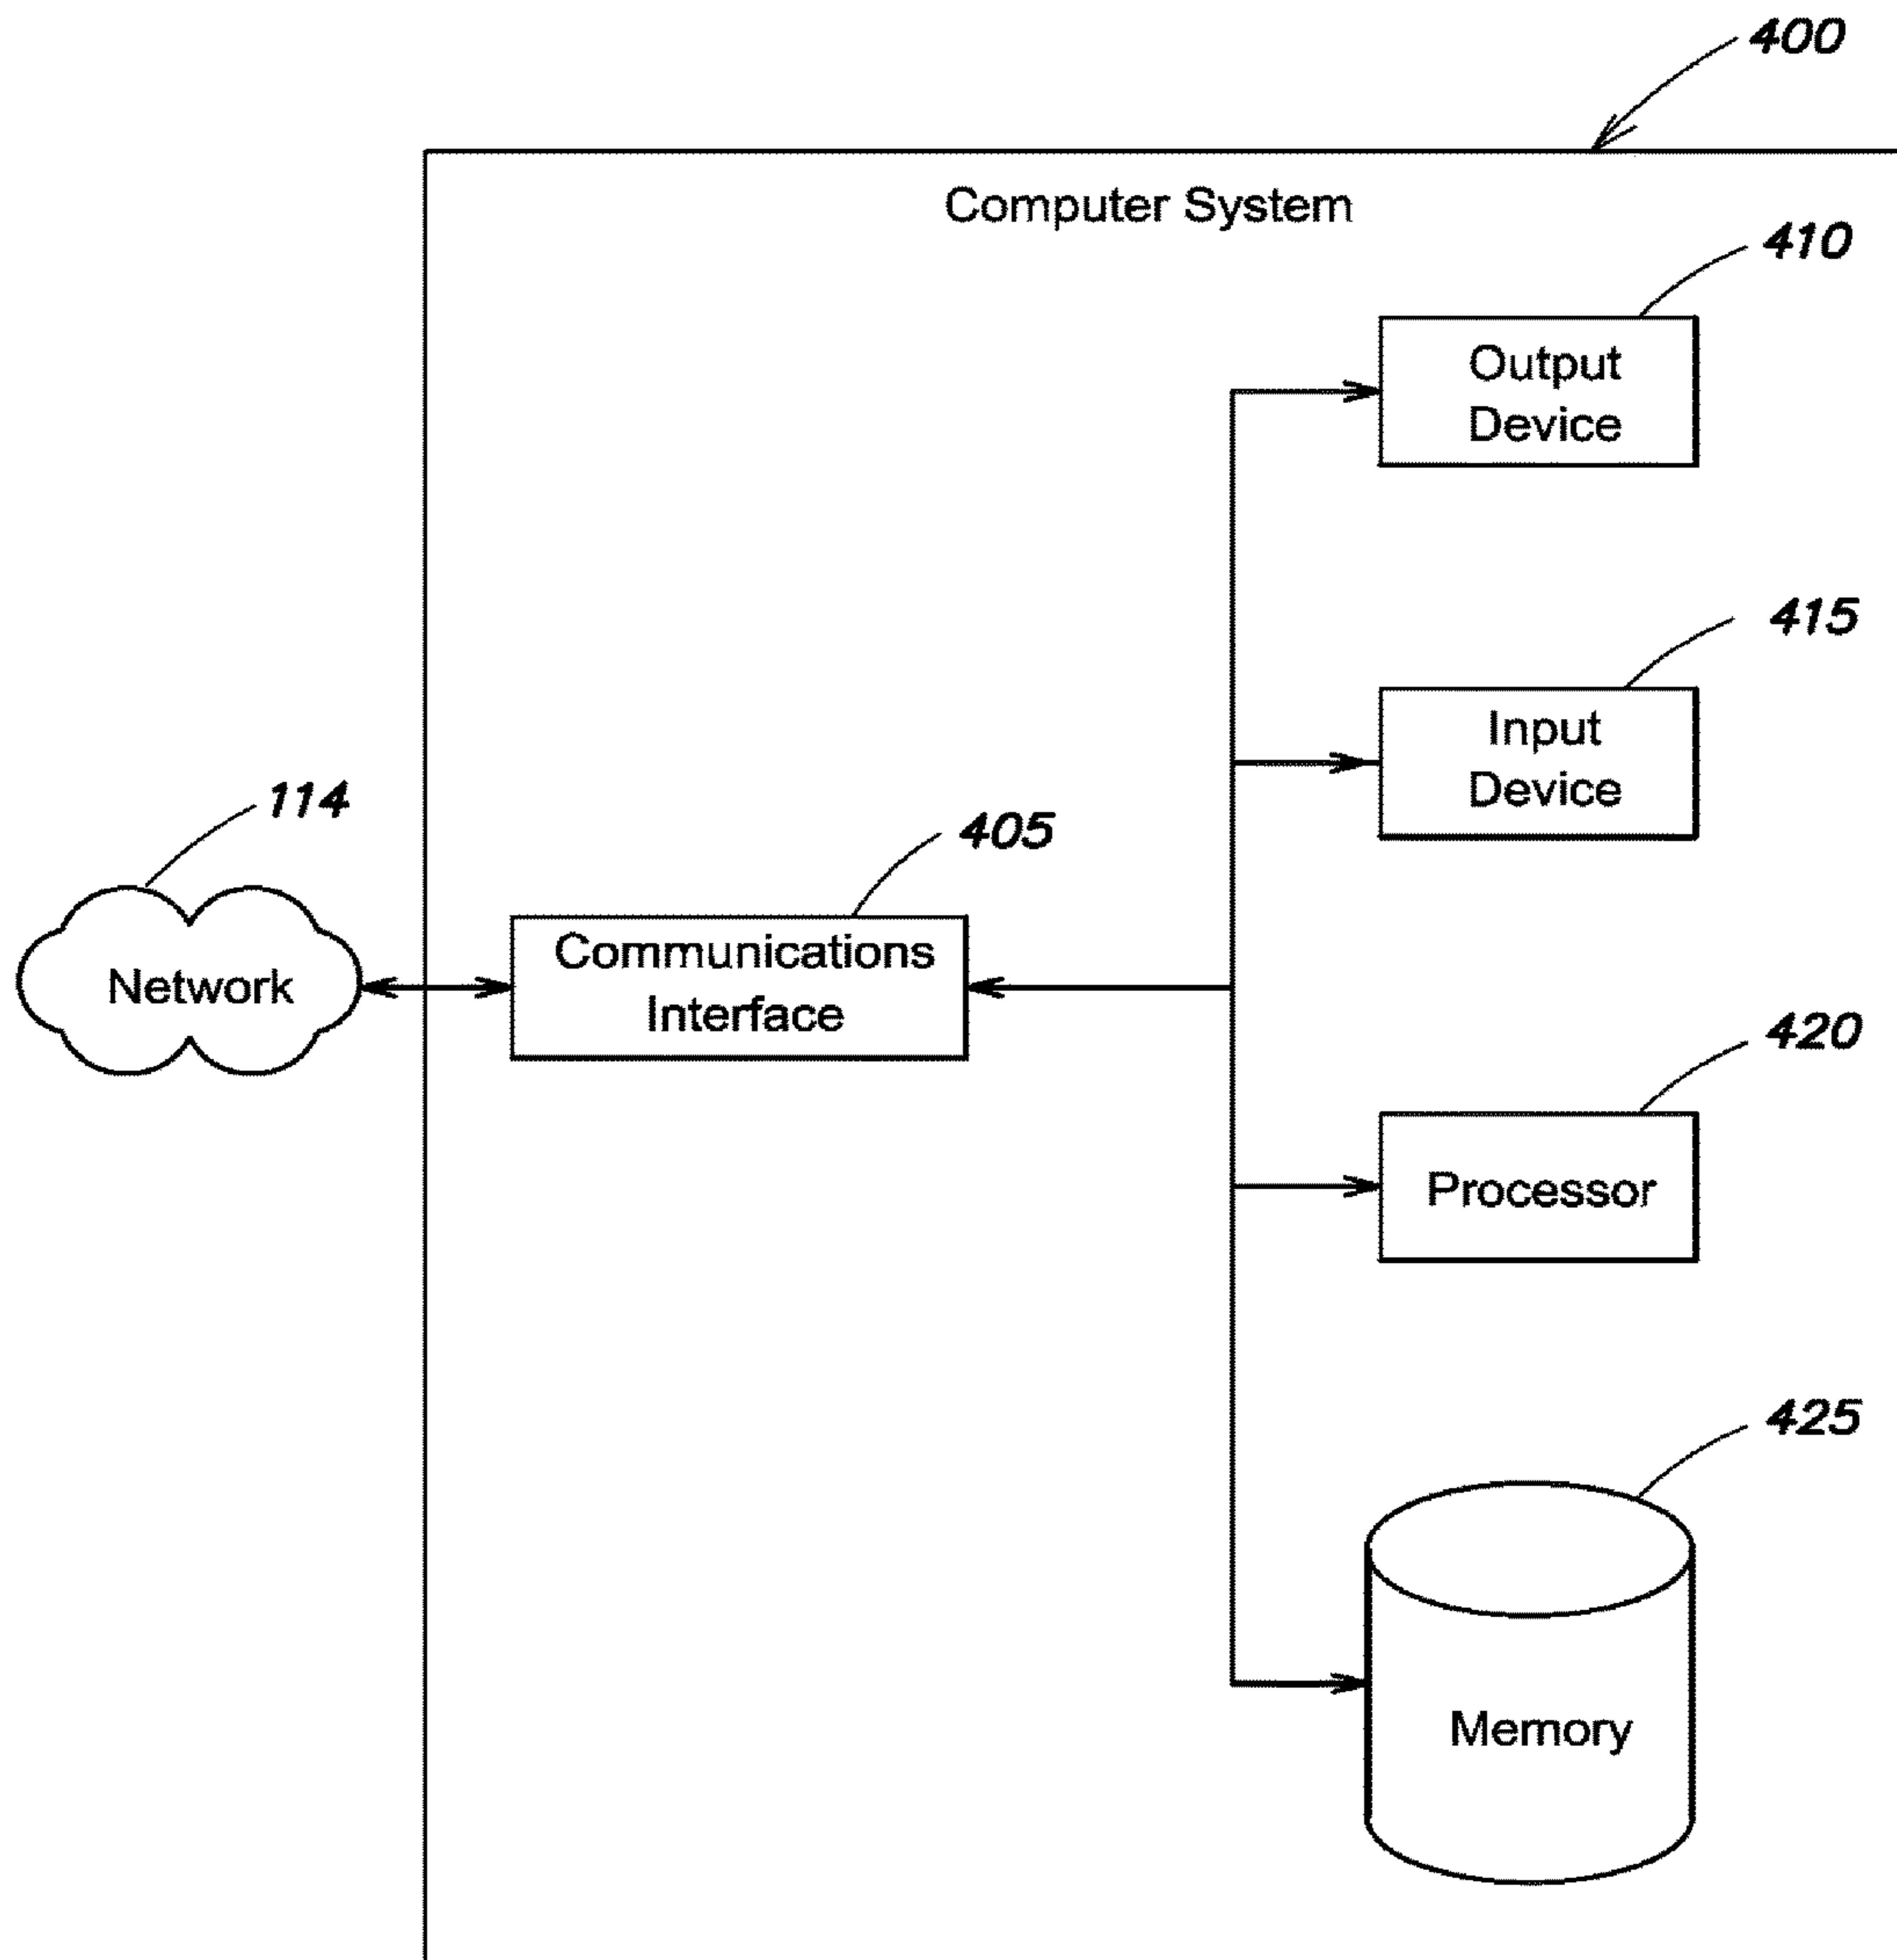 400
Computer System
410
Output
Device
415
Input
Device
114
405
Network
Communications
Interface
420
Processor
425
Memory